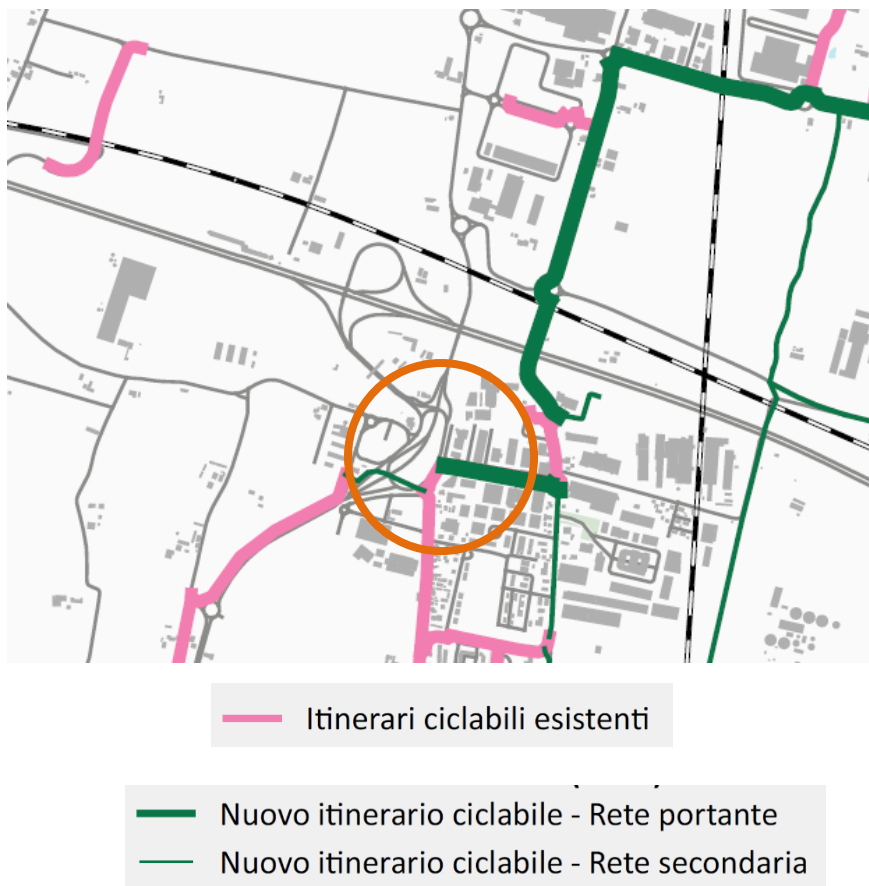 Itinerari ciclabili esistenti
Nuovo itinerario ciclabile - Rete portante
Nuovo itinerario ciclabile - Rete secondaria